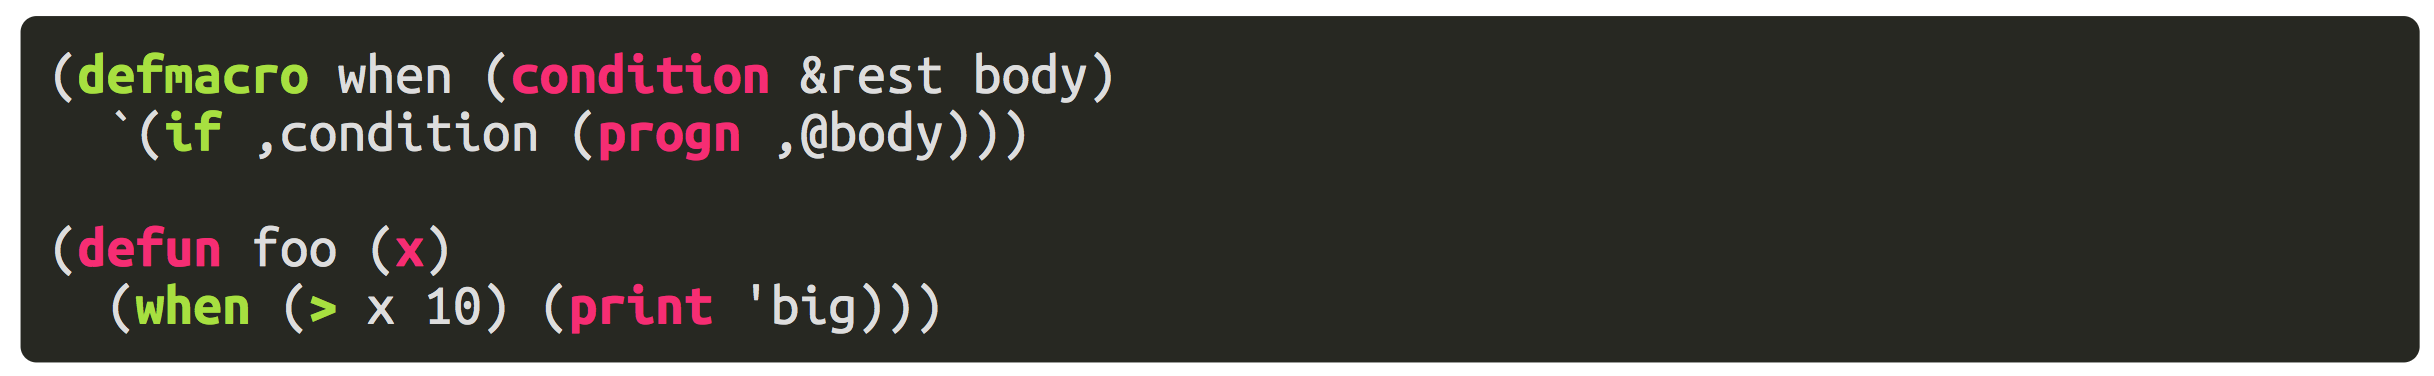 (defmacro when (condition &rest body)
  `(if ,condition (progn ,@body)))

(defun foo (x)
  (when (> x 10) (print 'big)))